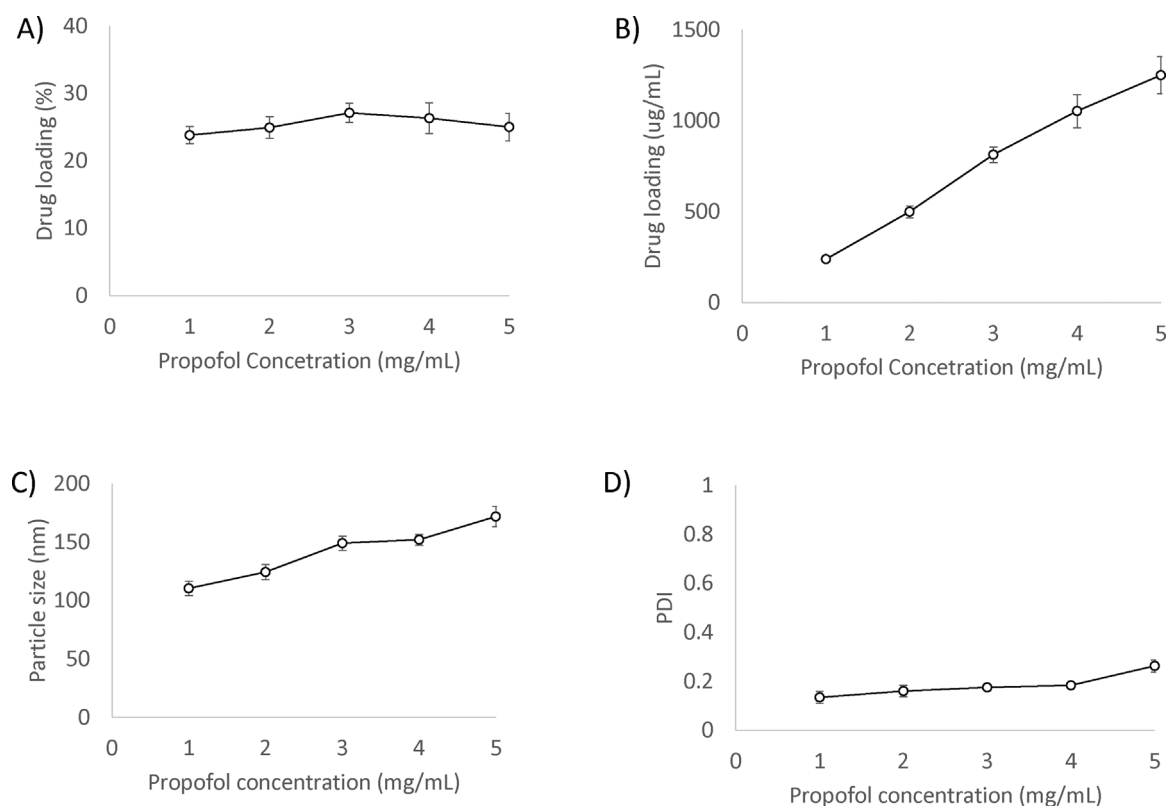 A)
Drug loading (%)
40
30
20
10
0
0 1 2 3 4 5
Propofol Concetration (mg/mL)
B)
Drug loading (ug/mL)
1500
1000
500
0
0 1 2 3 4 5
Propofol Concetration (mg/mL)
C)
Particle size (nm)
200
150
100
50
0
0 1 2 3 4 5
Propofol concentration (mg/mL)
D)
PDI
1
0.8
0.6
0.4
0.2
0
0 1 2 3 4 5
Propofol concentration (mg/mL)